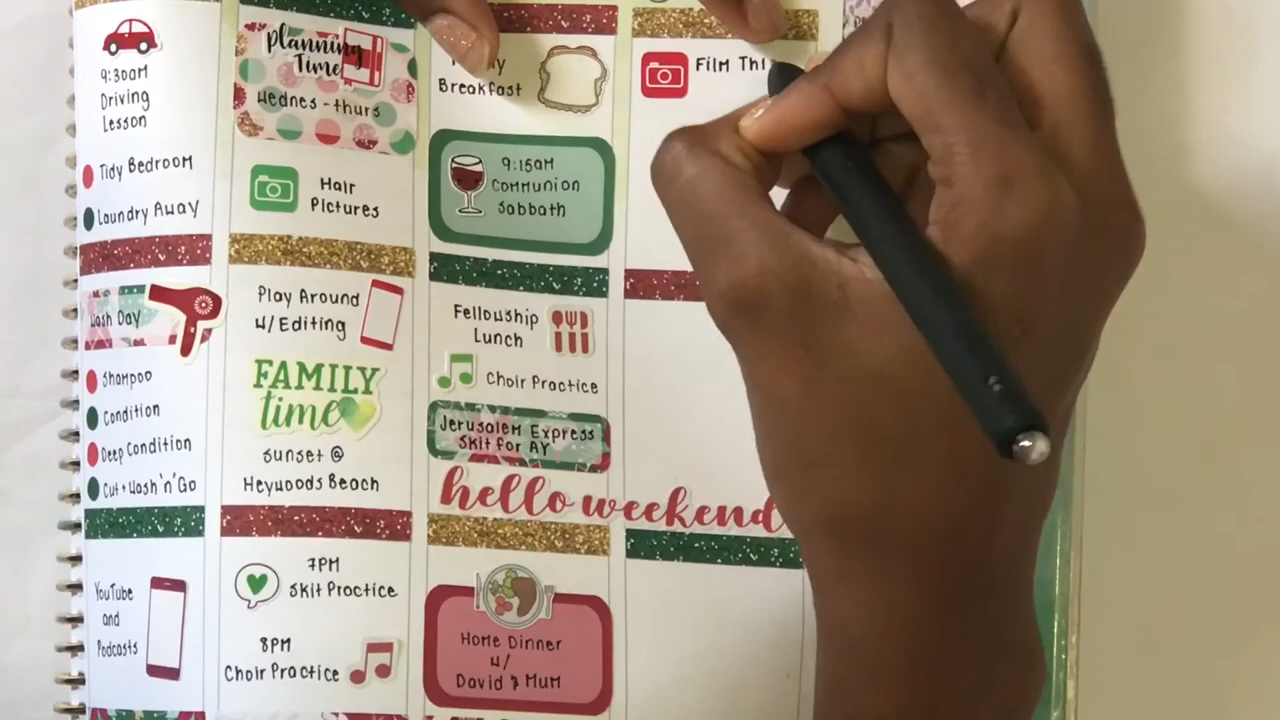 9:30am
Driving
Lesson
Tidy Bedroom
Laundry Away
Wash Day
Shampoo
Condition
Deep Condition
Cut + Wash 'n' Go
YouTube
and
Podcasts
Planning
Time
Wednes - thurs
Hair
Pictures
Play Around
w/ Editing
FAMILY
time
sunset @
Heywoods Beach
7PM
Skit Practice
8PM
Choir Practice
Breakfast
9:15am
Communion
Sabbath
Fellowship
Lunch
Choir Practice
Jerusalem Express
Skit for AY
hello weekend
Home Dinner
w/
David & Mum
Film Thi